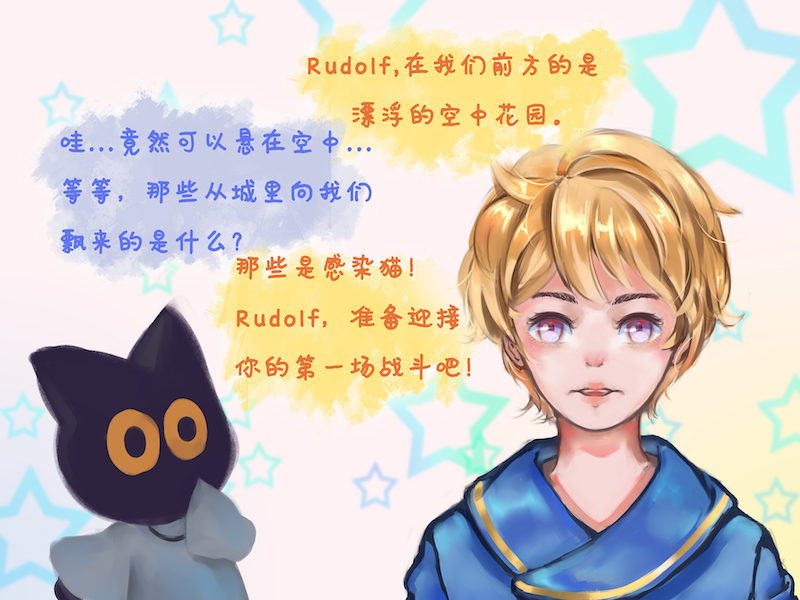 Rudolf,在我们前方的是
漂浮的空中花园。
哇...竟然可以悬在空中...
等等，那些从城里向我们
飘来的是什么?
那些是感染猫!
Rudolf，准备迎接
你的第一场战斗吧!